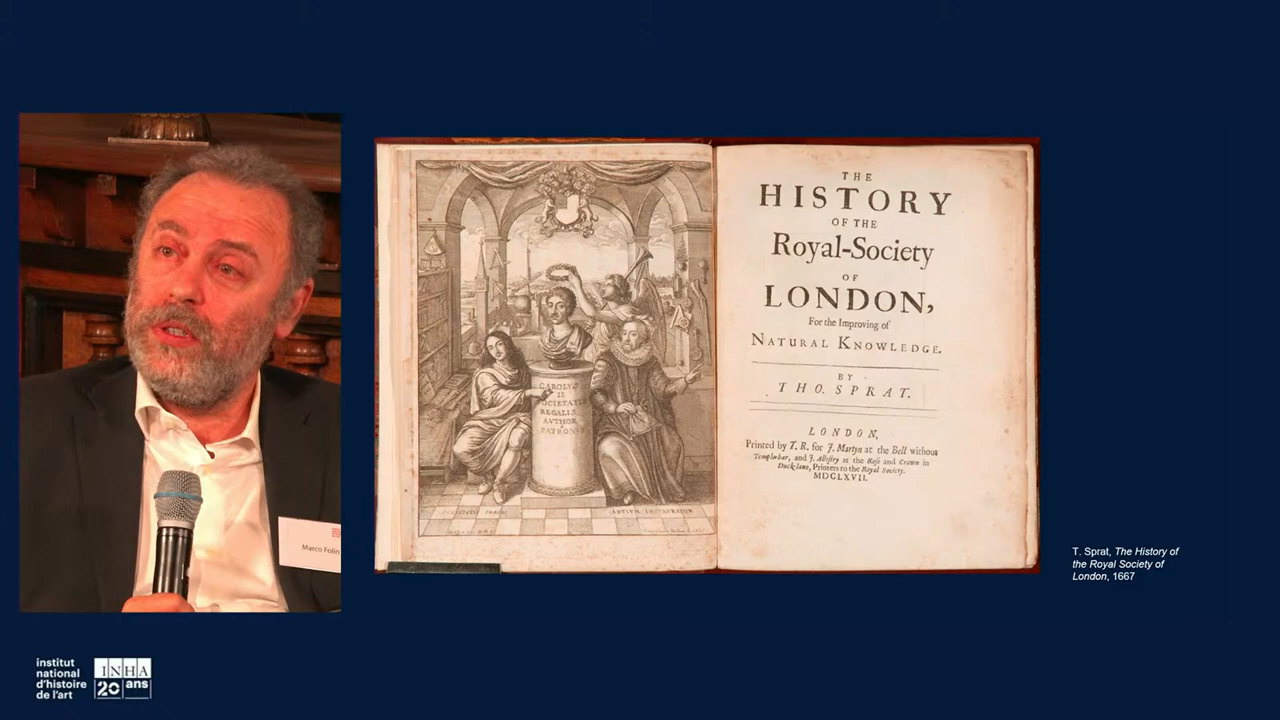 Marco Folin
institut
national
d'histoire
de l'art
INHA
20 ans
CAROLVS
II
SOCIETATIS
REGALIS
AVTHOR
&
PATRONVS
ARTIVM INSTAVRATOR
THE
HISTORY
OF THE
Royal-Society
OF
LONDON,
For the Improving of
NATURAL KNOWLEDGE.
BY
THO. SPRAT.
LONDON,
Printed by T. R. for J. Martyn at the Bell without
Temple-bar, and J. Allestry at the Rose and Crown in
Duck-lane, Printers to the Royal Society.
MDCLXVII.
T. Sprat, The History of
the Royal Society of
London, 1667